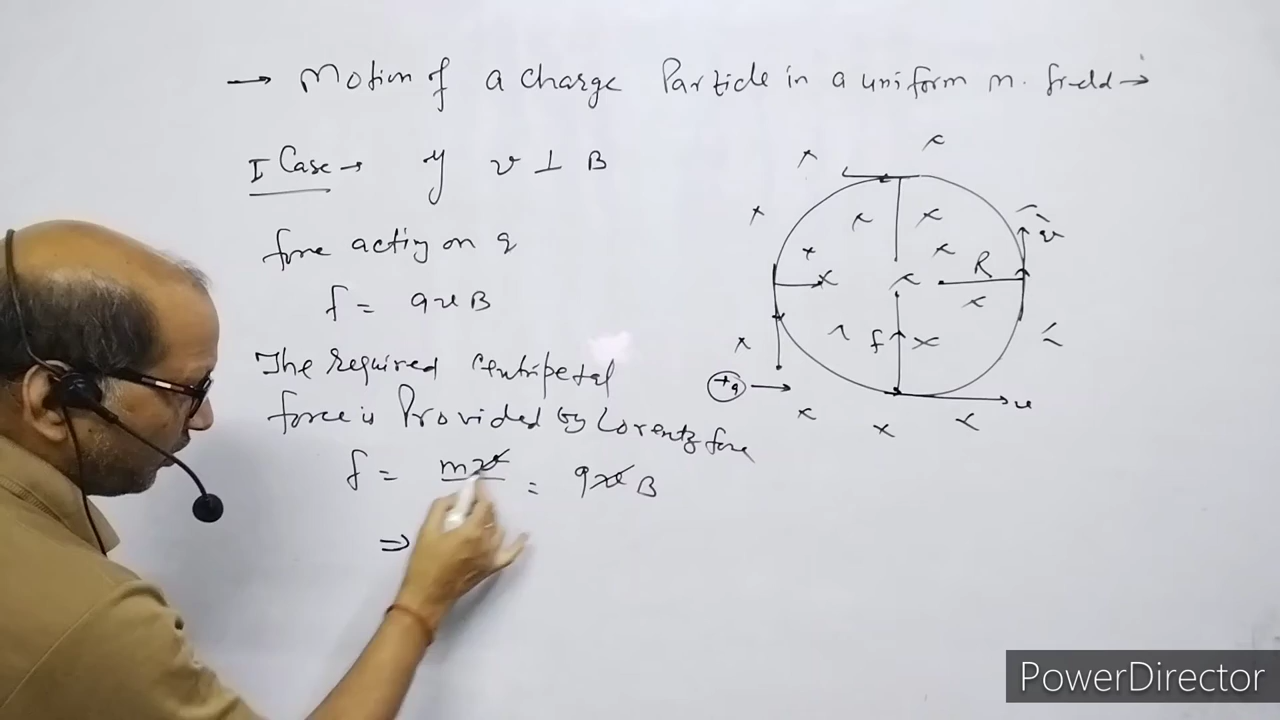 → Motion of a charge Particle in a uniform m. field →
I Case → If v ⊥ B
force acting on q
f = qvB
The required centripetal
force is Provided by Lorentz force
f = mv² = qvB
⇒
R
v
f
+q
v
PowerDirector